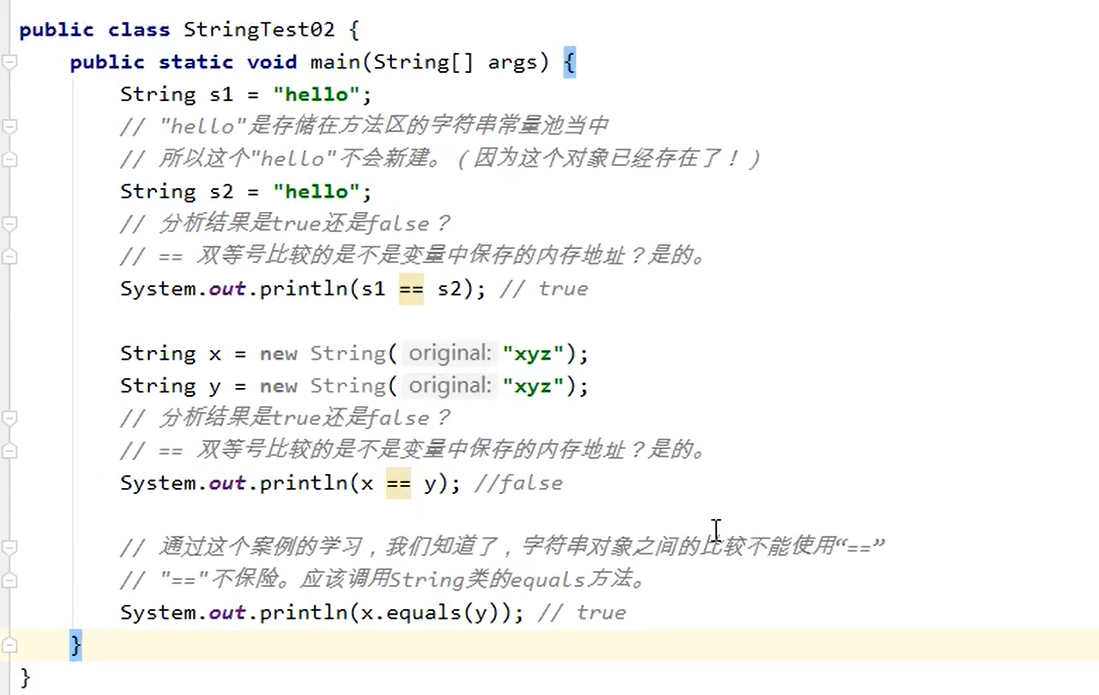 public class StringTest02 {
public static void main(String[] args) {
String s1 = "hello";
// "hello"是存储在方法区的字符串常量池当中
// 所以这个"hello"不会新建。（因为这个对象已经存在了！）
String s2 = "hello";
// 分析结果是true还是false？
// == 双等号比较的是不是变量中保存的内存地址？是的。
System.out.println(s1 == s2); // true
String x = new String( original: "xyz");
String y = new String( original: "xyz");
// 分析结果是true还是false？
// == 双等号比较的是不是变量中保存的内存地址？是的。
System.out.println(x == y); //false
// 通过这个案例的学习，我们知道了，字符串对象之间的比较不能使用“==”
// "=="不保险。应该调用String类的equals方法。
System.out.println(x.equals(y)); // true
}
}